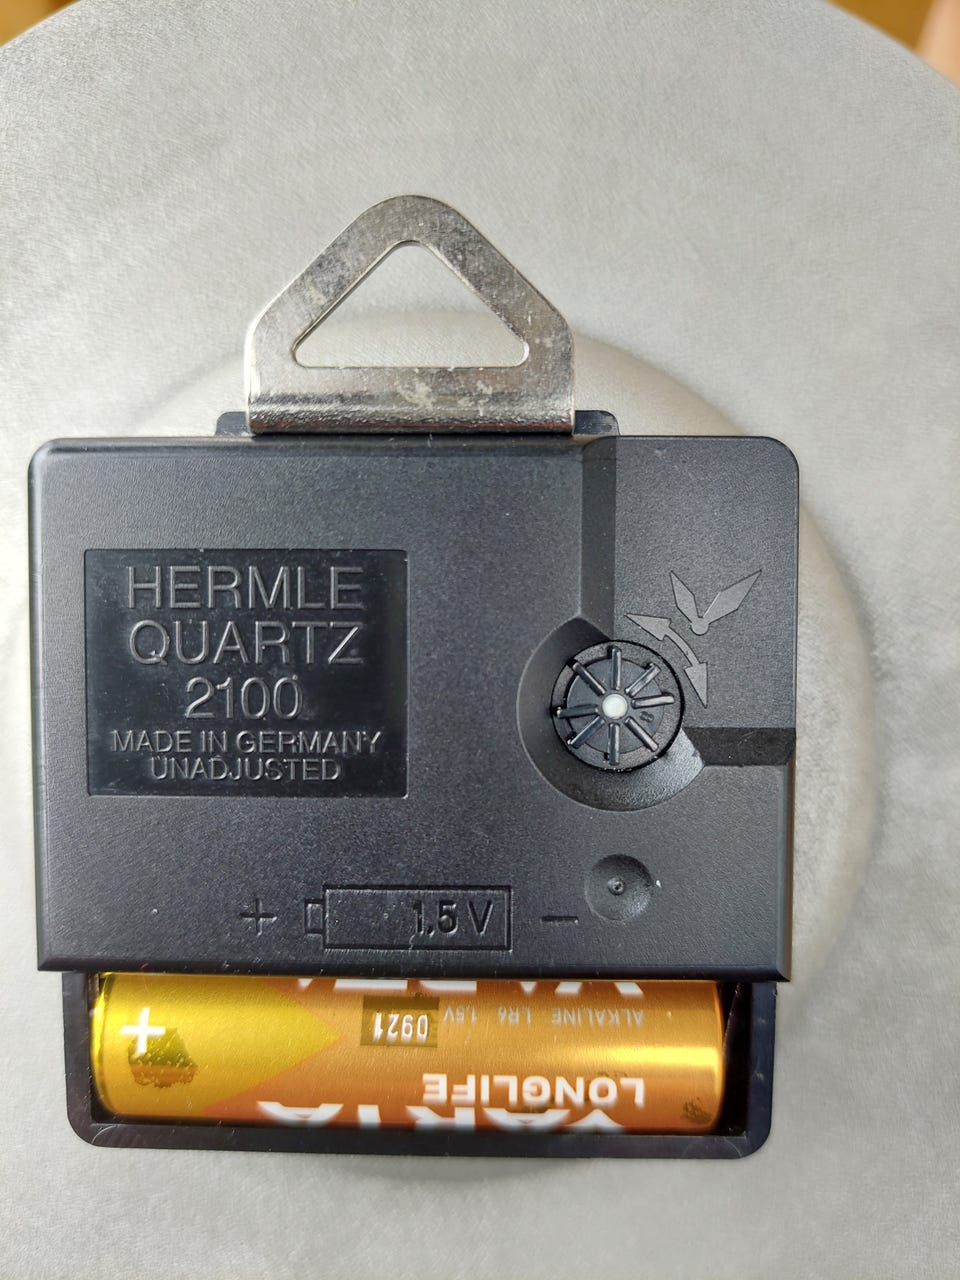 HERMLE
QUARTZ
2100
MADE IN GERMANY
UNADJUSTED
+ 1,5 V −
+
0921
ALKALINE LR6 1,5V
LONGLIFE
VARTA